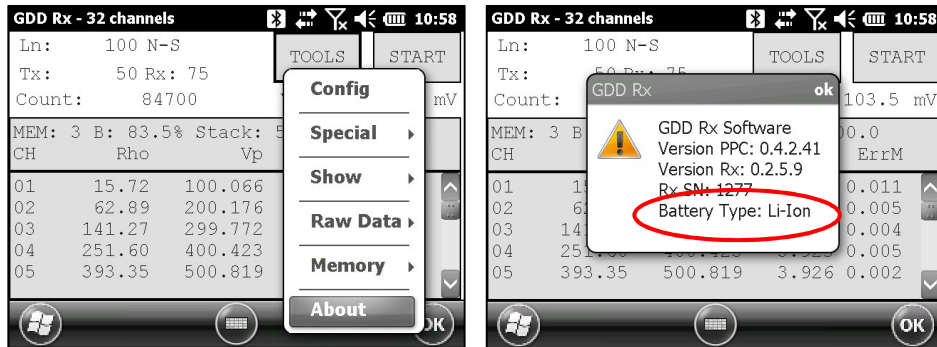 GDD Rx - 32 channels 10:58
Ln: 100 N-S
TOOLS START
Tx: 50 Rx: 75
Count: 84700 mV
MEM: 3 B: 83.5% Stack: 5
CH Rho Vp
01 15.72 100.066
02 62.89 200.176
03 141.27 299.772
04 251.60 400.423
05 393.35 500.819
Config
Special
Show
Raw Data
Memory
About
OK
GDD Rx - 32 channels 10:58
Ln: 100 N-S
TOOLS START
Tx:
Count: 103.5 mV
MEM: 3 B
CH ErrM
01 0.011
02 0.005
03 0.004
04
05 393.35 500.819 3.926 0.002
GDD Rx ok
GDD Rx Software
Version PPC: 0.4.2.41
Version Rx: 0.2.5.9
Rx SN: 1277
Battery Type: Li-Ion
OK